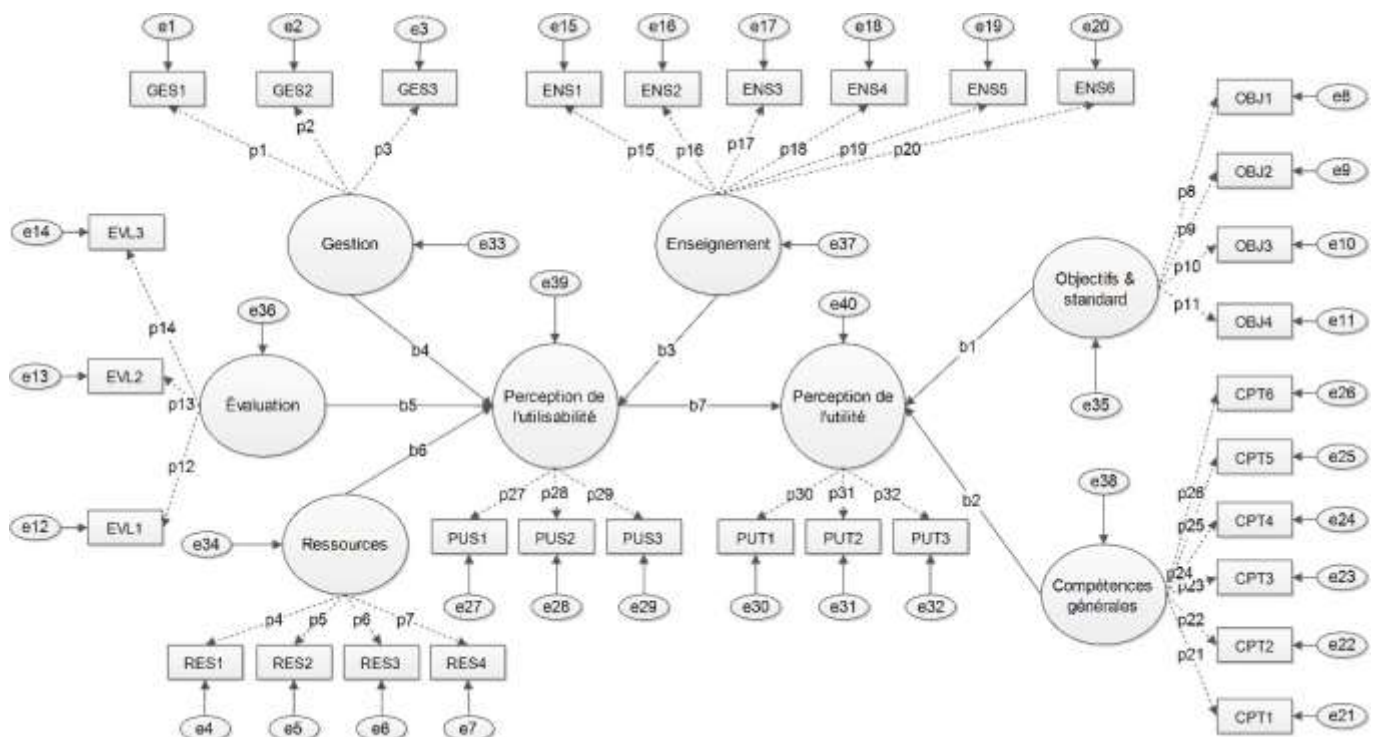 e1 e2 e3 e15 e16 e17 e18 e19 e20
GES1 GES2 GES3 ENS1 ENS2 ENS3 ENS4 ENS5 ENS6
OBJ1 e8
p1 p2 p3 p15 p16 p17 p18 p19 p20
OBJ2 e9
p8
p9
e14 EVL3
Gestion e33
Enseignement e37
OBJ3 e10
p10
e39
Objectifs &
standard
e36
e40
p11
OBJ4 e11
p14
b4 b3 b1
e13 EVL2
p13
Évaluation
b5
Perception de
l'utilisabilité
b7
Perception de
l'utilité
e35
CPT6 e26
b6
p12
CPT5 e25
e38
p27 p28 p29
p30 p31 p32
b2
p26
p25
e12 EVL1
CPT4 e24
e34
Ressources
PUS1 PUS2 PUS3
PUT1 PUT2 PUT3
p24
p23
CPT3 e23
Compétences
générales
e27 e28 e29 e30 e31 e32
p4 p5 p6 p7
p22
CPT2 e22
p21
RES1 RES2 RES3 RES4
CPT1 e21
e4 e5 e6 e7